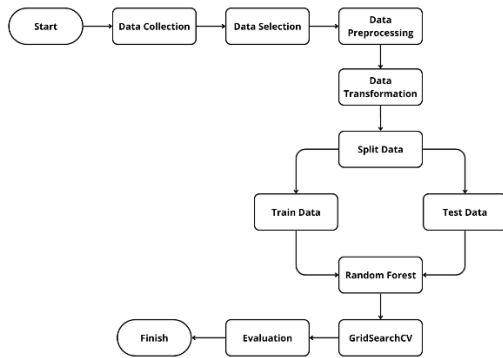 Start
Data Collection
Data Selection
Data
Preprocessing
Data
Transformation
Split Data
Train Data
Test Data
Random Forest
Finish
Evaluation
GridSearchCV